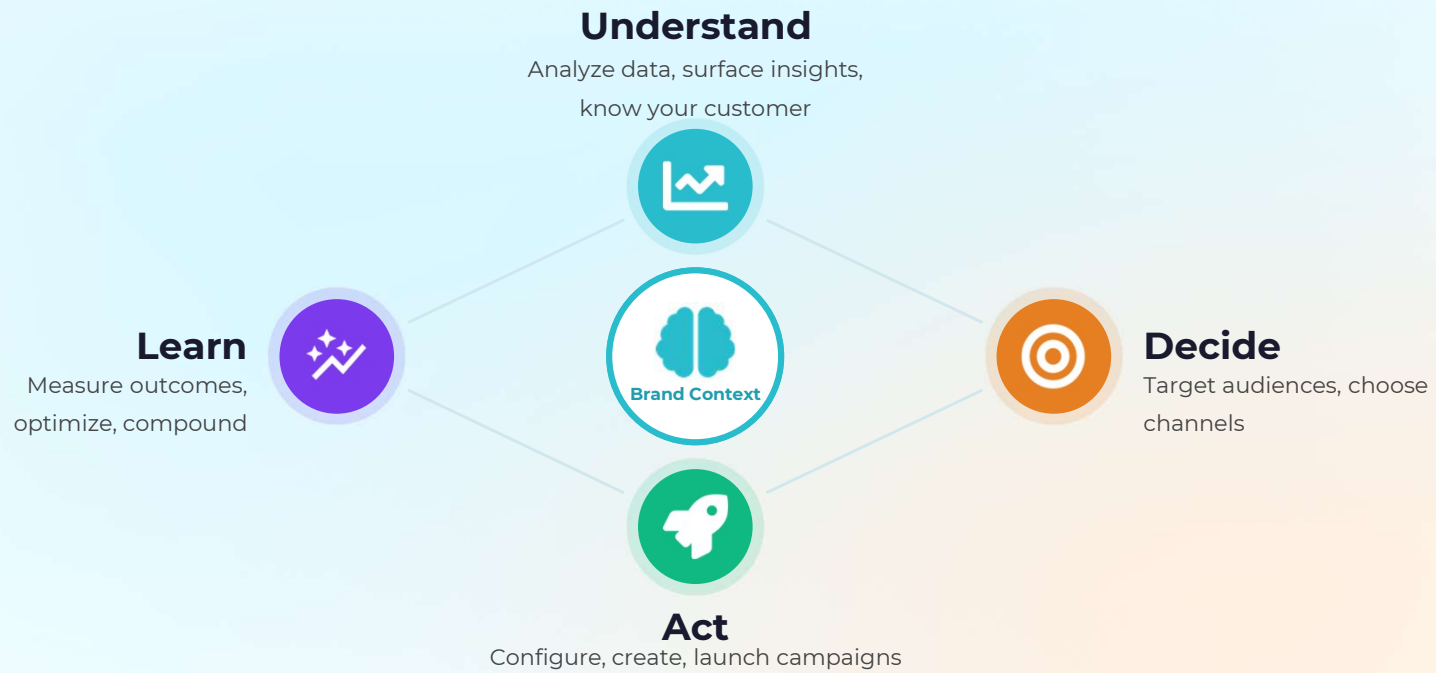 Understand
Analyze data, surface insights,
know your customer
Learn
Measure outcomes,
optimize, compound
Brand Context
Decide
Target audiences, choose
channels
Act
Configure, create, launch campaigns